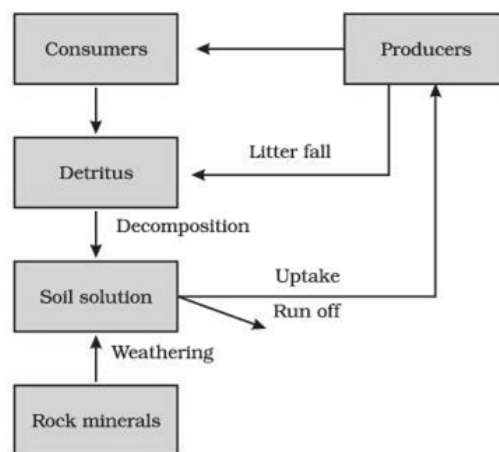 Consumers
Producers
Litter fall
Detritus
Decomposition
Uptake
Soil solution
Run off
Weathering
Rock minerals